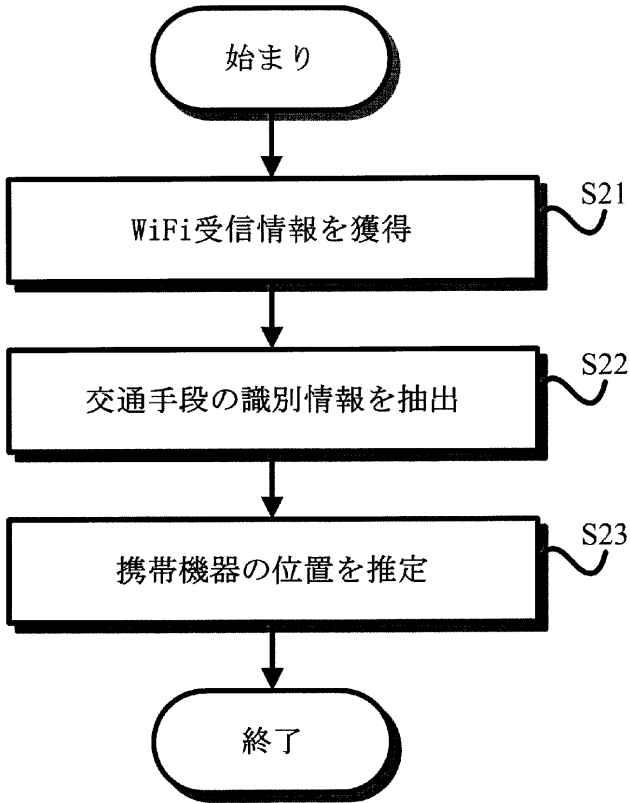 始まり
WiFi受信情報を獲得
S21
交通手段の識別情報を抽出
S22
携帯機器の位置を推定
S23
終了